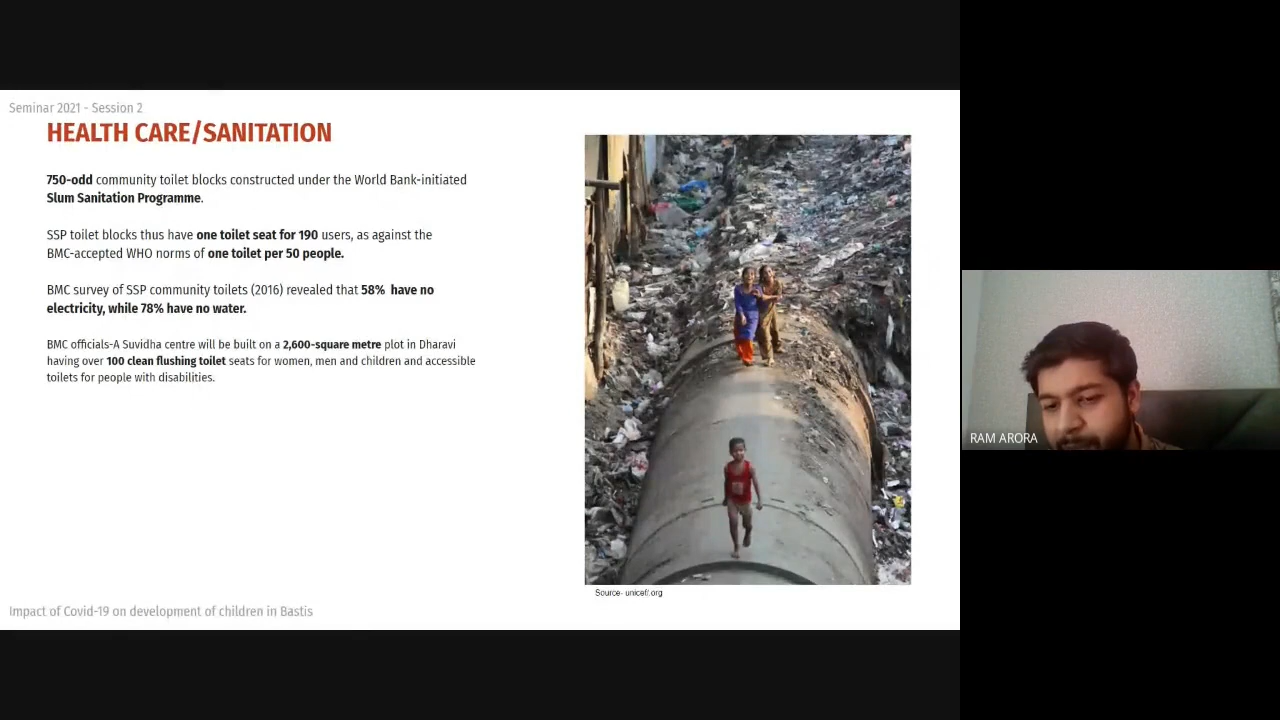 Seminar 2021 - Session 2
HEALTH CARE/SANITATION
750-odd community toilet blocks constructed under the World Bank-initiated
Slum Sanitation Programme.
SSP toilet blocks thus have one toilet seat for 190 users, as against the
BMC-accepted WHO norms of one toilet per 50 people.
BMC survey of SSP community toilets (2016) revealed that 58% have no
electricity, while 78% have no water.
BMC officials-A Suvidha centre will be built on a 2,600-square metre plot in Dharavi
having over 100 clean flushing toilet seats for women, men and children and accessible
toilets for people with disabilities.
Source- unicef/.org
Impact of Covid-19 on development of children in Bastis
RAM ARORA